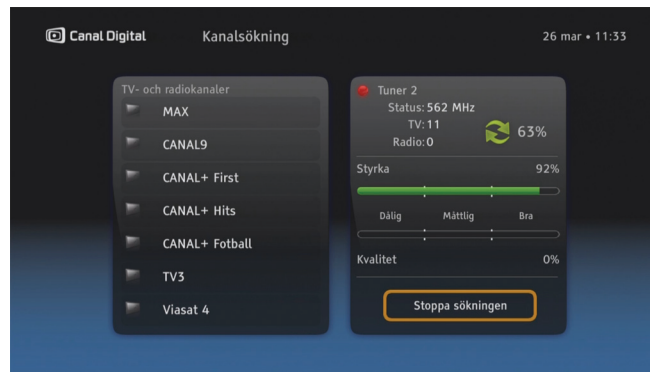 Canal Digital
Kanalsökning
26 mar • 11:33
TV- och radiokanaler
MAX
CANAL9
CANAL+ First
CANAL+ Hits
CANAL+ Fotball
TV3
Viasat 4
Tuner 2
Status: 562 MHz
TV: 11
Radio: 0
63%
Styrka 92%
Dålig Måttlig Bra
Kvalitet 0%
Stoppa sökningen